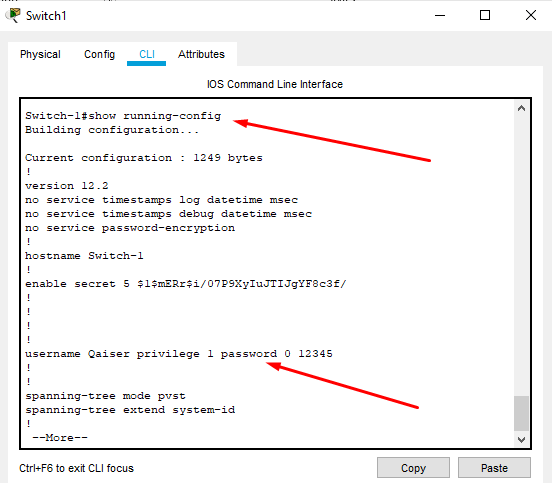 Switch1
Physical Config CLI Attributes
IOS Command Line Interface
Switch-1#show running-config
Building configuration...
Current configuration : 1249 bytes
!
version 12.2
no service timestamps log datetime msec
no service timestamps debug datetime msec
no service password-encryption
!
hostname Switch-1
!
enable secret 5 $1$mERr$i/07P9XyIuJTIJgYF8c3f/
!
!
!
!
username Qaiser privilege 1 password 0 12345
!
!
spanning-tree mode pvst
spanning-tree extend system-id
!
--More--
Ctrl+F6 to exit CLI focus Copy Paste